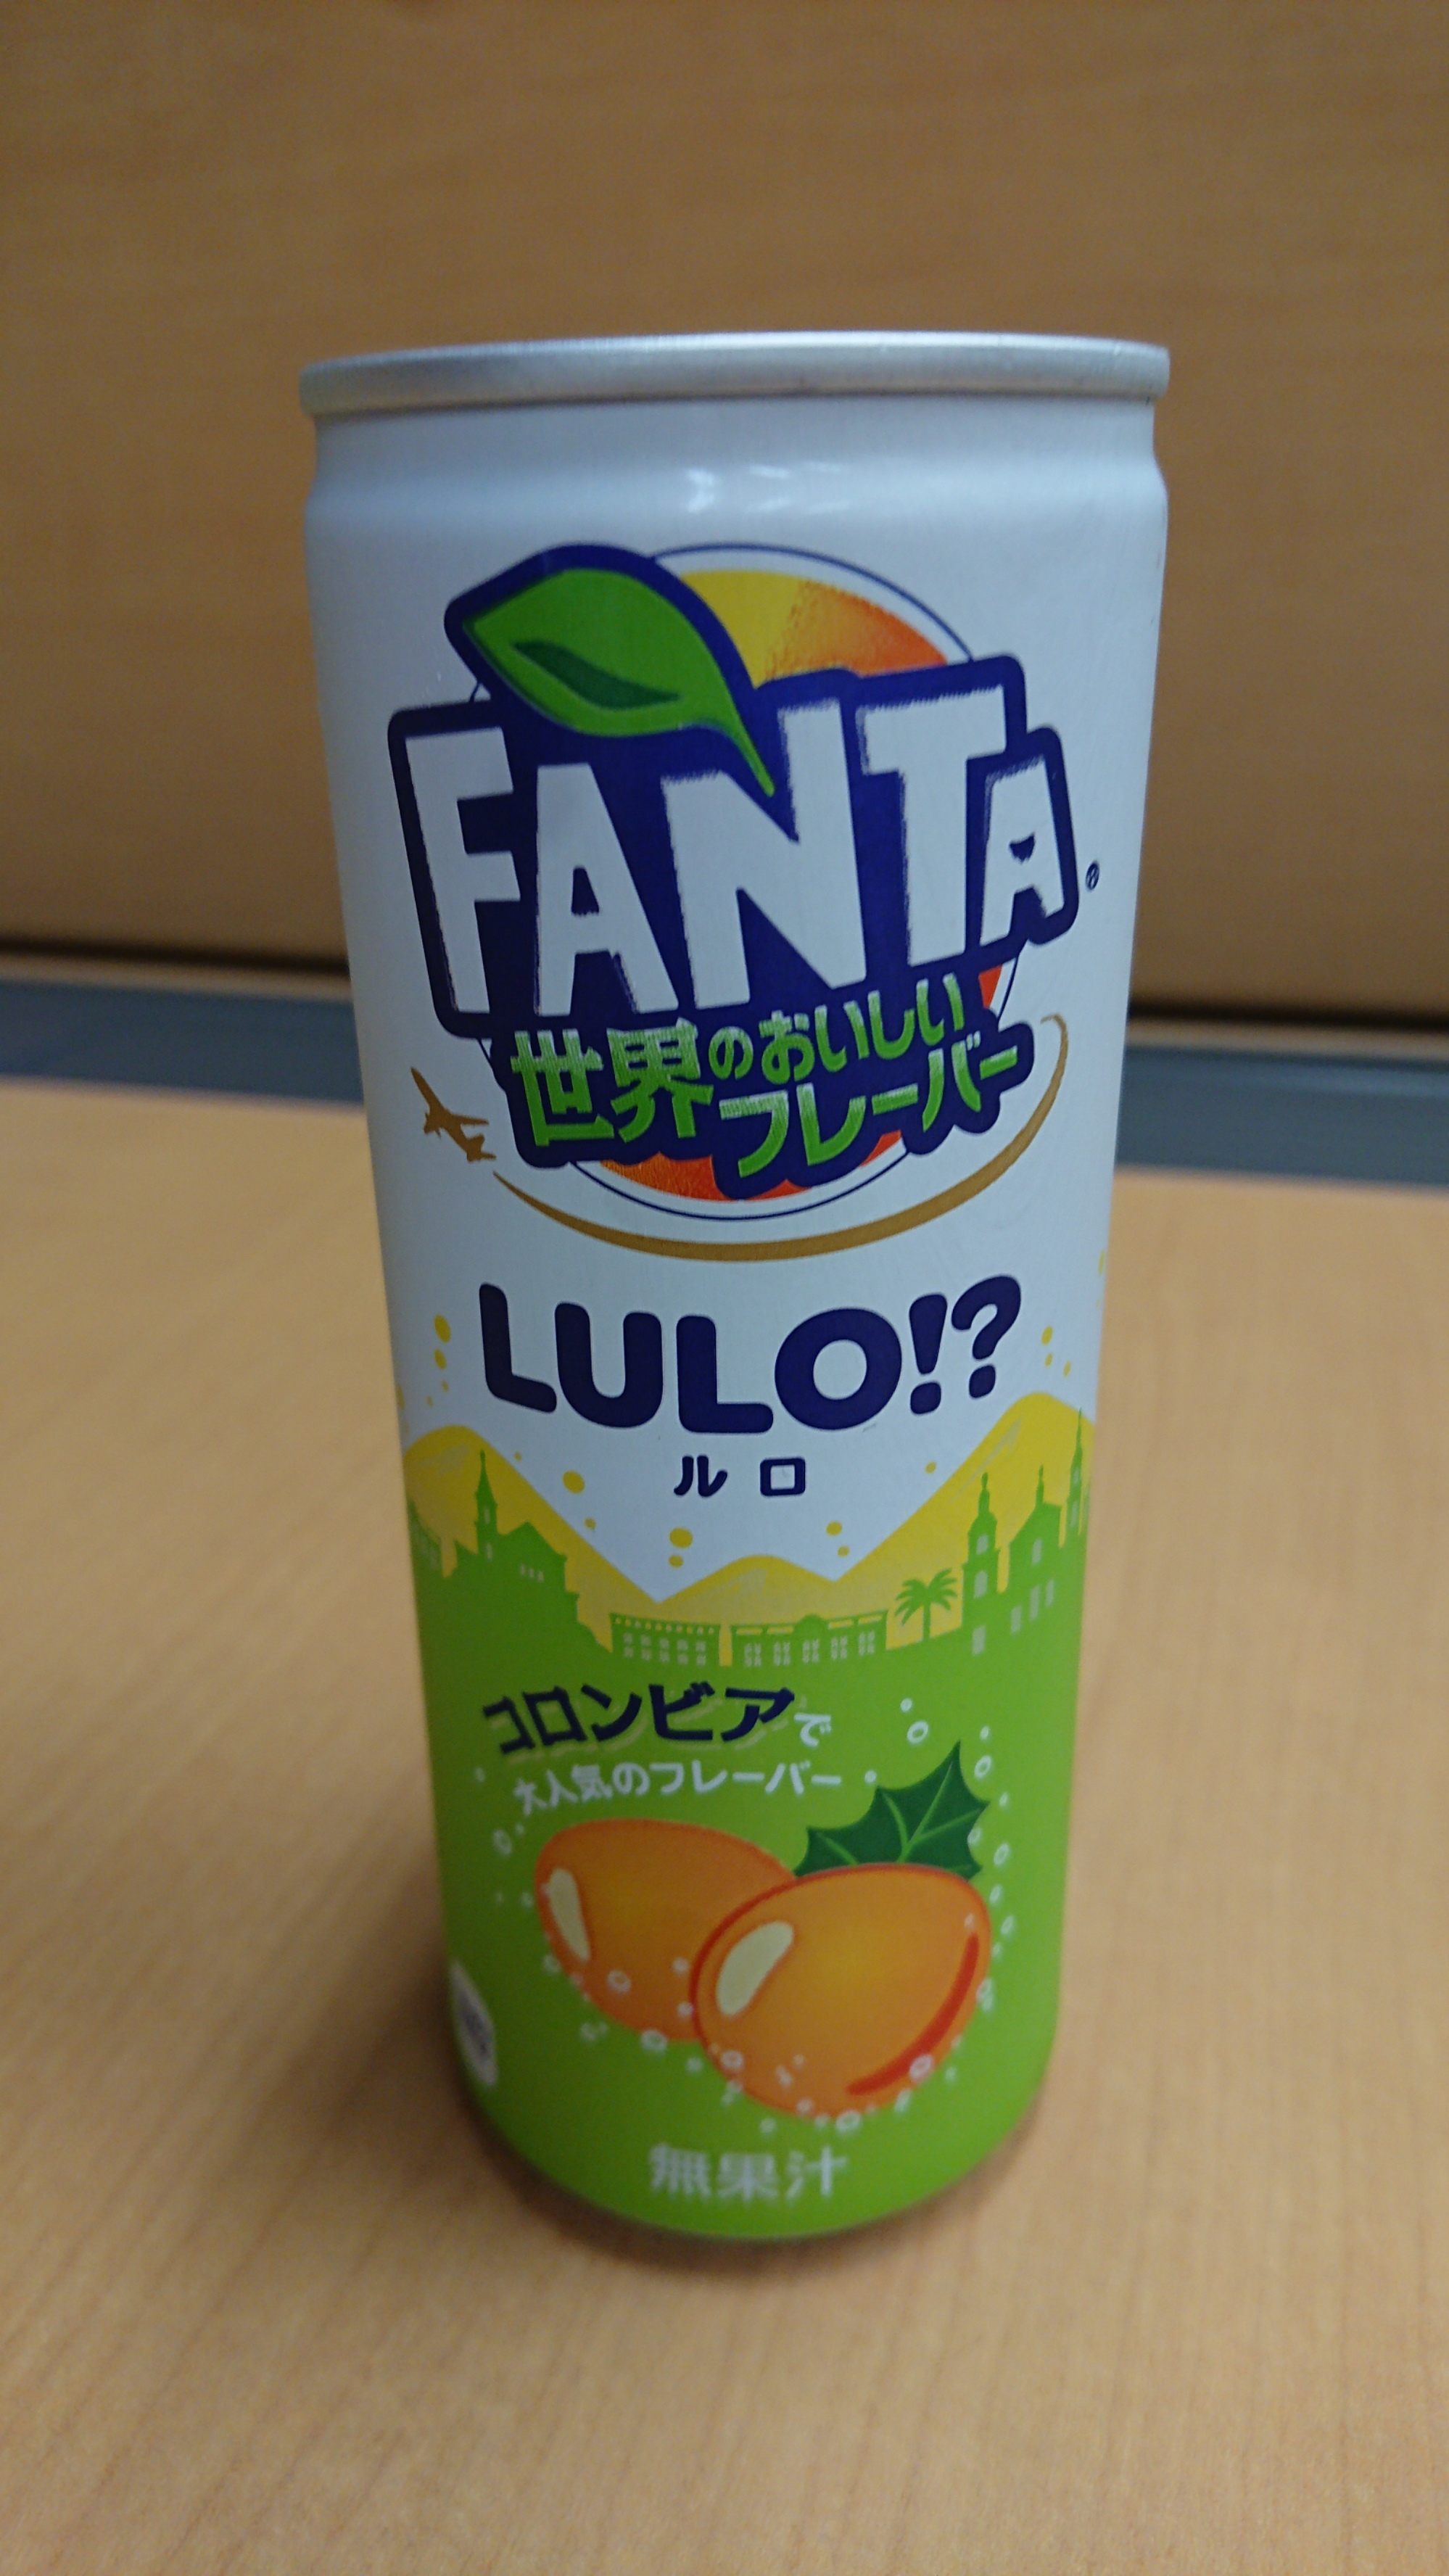 FANTA®
世界のおいしい
フレーバー
LULO!?
ルロ
コロンビアで
大人気のフレーバー
無果汁